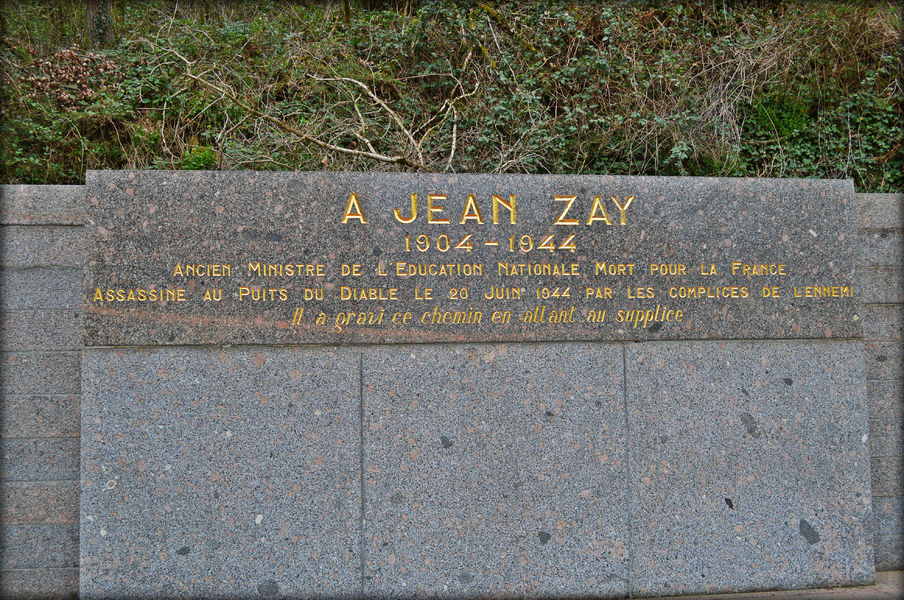 A JEAN ZAY
1904 - 1944
ANCIEN MINISTRE DE L'EDUCATION NATIONALE MORT POUR LA FRANCE
ASSASSINE AU PUITS DU DIABLE LE 20 JUIN 1944 PAR LES COMPLICES DE L'ENNEMI
Il a gravi ce chemin en allant au supplice